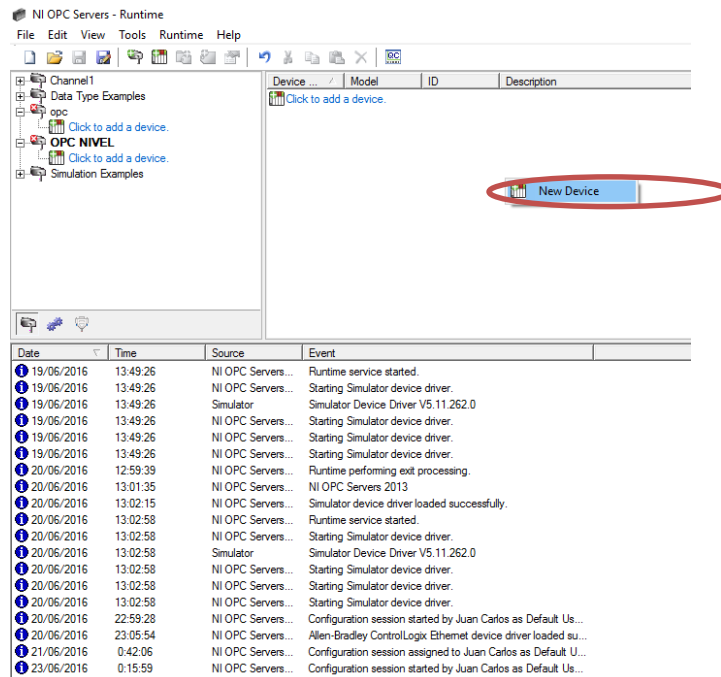 NI OPC Servers - Runtime
File Edit View Tools Runtime Help
Channel1
Data Type Examples
opc
Click to add a device.
OPC NIVEL
Click to add a device.
Simulation Examples
Device ... Model ID Description
Click to add a device.
New Device
Date Time Source Event
19/06/2016 13:49:26 NI OPC Servers... Runtime service started.
19/06/2016 13:49:26 NI OPC Servers... Starting Simulator device driver.
19/06/2016 13:49:26 Simulator Simulator Device Driver V5.11.262.0
19/06/2016 13:49:26 NI OPC Servers... Starting Simulator device driver.
19/06/2016 13:49:26 NI OPC Servers... Starting Simulator device driver.
19/06/2016 13:49:26 NI OPC Servers... Starting Simulator device driver.
20/06/2016 12:59:39 NI OPC Servers... Runtime performing exit processing.
20/06/2016 13:01:35 NI OPC Servers... NI OPC Servers 2013
20/06/2016 13:02:15 NI OPC Servers... Simulator device driver loaded successfully.
20/06/2016 13:02:58 NI OPC Servers... Runtime service started.
20/06/2016 13:02:58 NI OPC Servers... Starting Simulator device driver.
20/06/2016 13:02:58 Simulator Simulator Device Driver V5.11.262.0
20/06/2016 13:02:58 NI OPC Servers... Starting Simulator device driver.
20/06/2016 13:02:58 NI OPC Servers... Starting Simulator device driver.
20/06/2016 13:02:58 NI OPC Servers... Starting Simulator device driver.
20/06/2016 22:59:28 NI OPC Servers... Configuration session started by Juan Carlos as Default Us...
20/06/2016 23:05:54 NI OPC Servers... Allen-Bradley ControlLogix Ethernet device driver loaded su...
21/06/2016 0:42:06 NI OPC Servers... Configuration session assigned to Juan Carlos as Default U...
23/06/2016 0:15:59 NI OPC Servers... Configuration session started by Juan Carlos as Default Us...